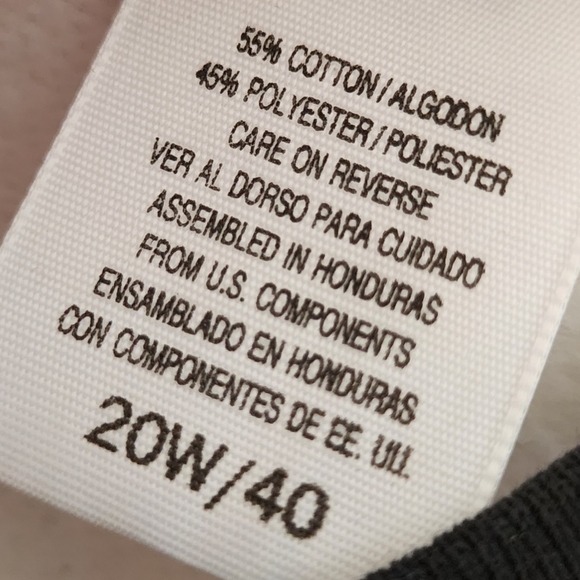 55% COTTON/ALGODON
45% POLYESTER/POLIESTER
CARE ON REVERSE
VER AL DORSO PARA CUIDADO
ASSEMBLED IN HONDURAS
FROM U.S. COMPONENTS
ENSAMBLADO EN HONDURAS
CON COMPONENTES DE EE. UU.
20W/40